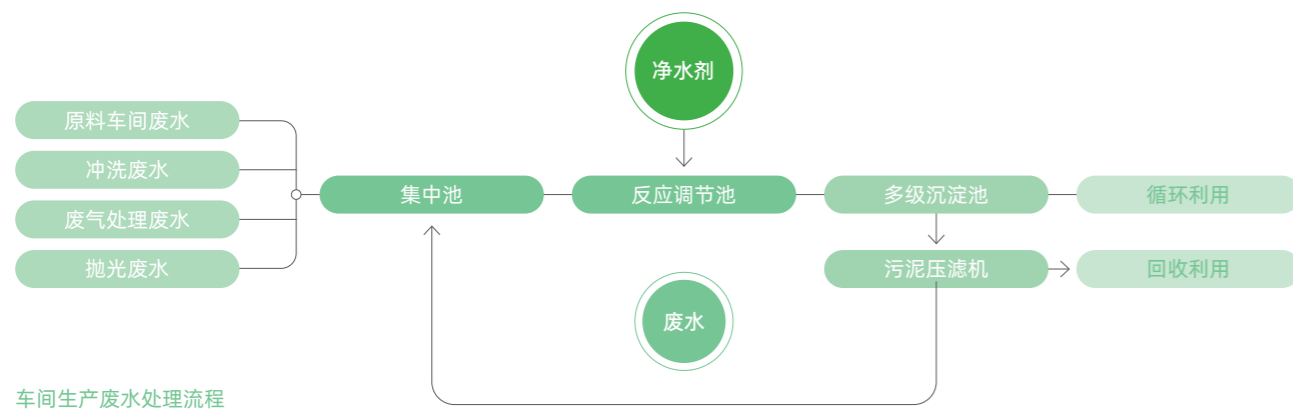 净水剂
原料车间废水
冲洗废水
废气处理废水
抛光废水
集中池
反应调节池
多级沉淀池
循环利用
污泥压滤机
回收利用
废水
车间生产废水处理流程